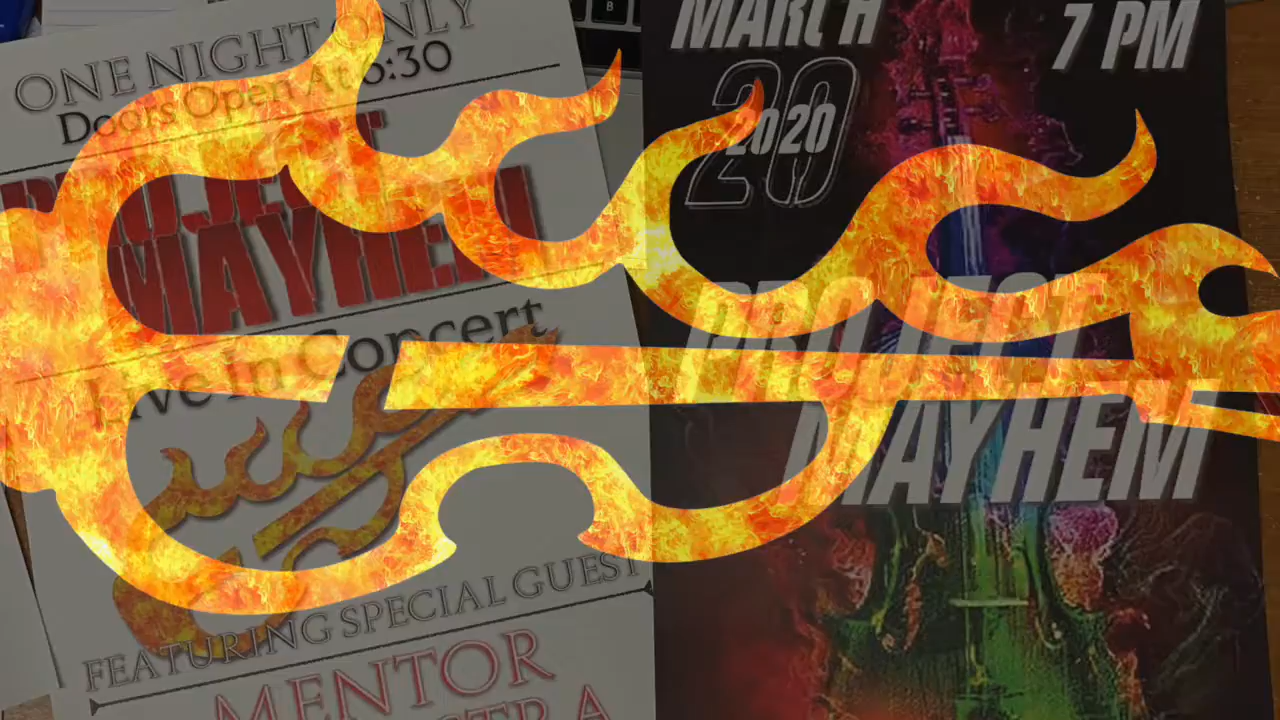 ONE NIGHT ONLY
Doors Open At 6:30
PROJECT
MAYHEM
Live in Concert
FEATURING SPECIAL GUEST
MENTOR
B
MARCH
7 PM
20
2020
PROJECT
MAYHEM